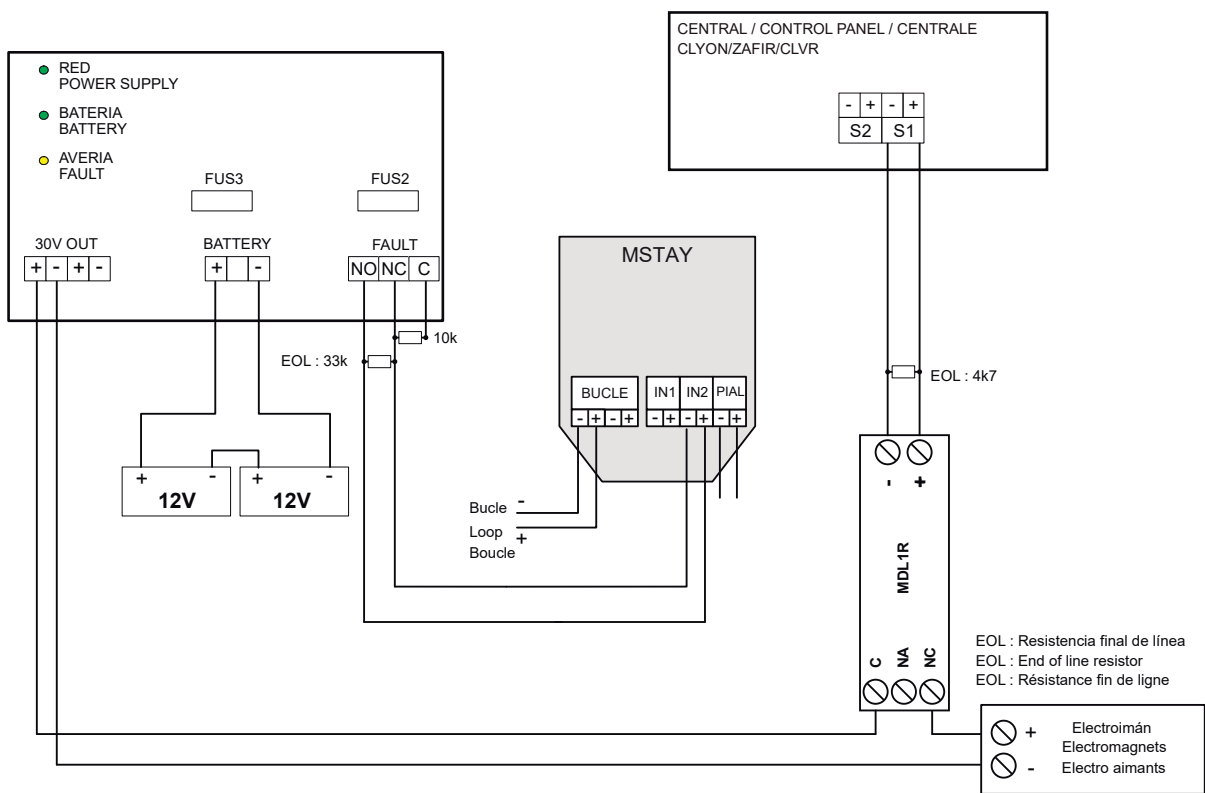 CENTRAL / CONTROL PANEL / CENTRALE
CLYON/ZAFIR/CLVR
- + - +
S2 S1
RED
POWER SUPPLY
BATERIA
BATTERY
AVERIA
FAULT
FUS3
FUS2
30V OUT
+ - + -
BATTERY
+ -
FAULT
NO NC C
10k
EOL : 33k
MSTAY
BUCLE
- + - +
IN1 IN2 PIAL
- + - + - +
EOL : 4k7
+ -
12V
+ -
12V
Bucle -
Loop
+
Boucle
- +
MDL1R
C NA NC
EOL : Resistencia final de línea
EOL : End of line resistor
EOL : Résistance fin de ligne
+ Electroimán
Electromagnets
- Electro aimants